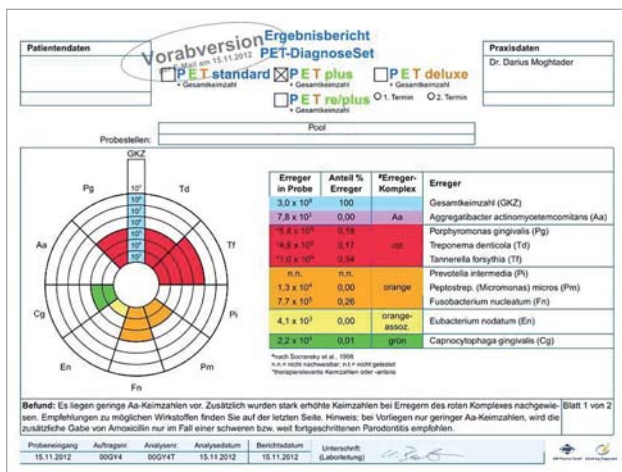 Patientendaten
Vorabversion
per E-Mail am 15.11.2012
Ergebnisbericht
PET-DiagnoseSet
PET standard
+ Gesamtkeimzahl
PET plus
+ Gesamtkeimzahl
PET deluxe
+ Gesamtkeimzahl
PET re/plus
+ Gesamtkeimzahl
1. Termin
2. Termin
Praxisdaten
Dr. Darius Moghtader
Probestellen:
Pool
GKZ
Pg
Td
Aa
Tf
Cg
Pi
En
Pm
Fn
Erreger in Probe Anteil % Erreger #Erreger-Komplex Erreger
3,0 x 10⁸ 100 Gesamtkeimzahl (GKZ)
7,8 x 10³ 0,00 Aa Aggregatibacter actinomycetemcomitans (Aa)
rot Porphyromonas gingivalis (Pg)
0,17 Treponema denticola (Td)
Tannerella forsythia (Tf)
n.n. n.n. Prevotella intermedia (Pi)
1,3 x 10⁴ 0,00 orange Peptostrep. (Micromonas) micros (Pm)
7,7 x 10⁵ 0,26 Fusobacterium nucleatum (Fn)
4,1 x 10³ 0,00 orange-assoz. Eubacterium nodatum (En)
2,2 x 10⁴ 0,01 grün Capnocytophaga gingivalis (Cg)
#nach Socransky et al., 1998
n.n. = nicht nachweisbar; n.t = nicht getestet
*therapierelevante Keimzahlen oder -anteile
Befund: Es liegen geringe Aa-Keimzahlen vor. Zusätzlich wurden stark erhöhte Keimzahlen bei Erregern des roten Komplexes nachgewie-
sen. Empfehlungen zu möglichen Wirkstoffen finden Sie auf der letzten Seite. Hinweis: bei Vorliegen nur geringer Aa-Keimzahlen, wird die
zusätzliche Gabe von Amoxicillin nur im Fall einer schweren bzw. weit fortgeschrittenen Parodontitis empfohlen.
Blatt 1 von 2
Probeneingang Auftragsnr. Analysenr. Analysedatum Berichtsdatum Unterschrift:
15.11.2012 00GY4 00GY4T 15.11.2012 15.11.2012 (Laborleitung)